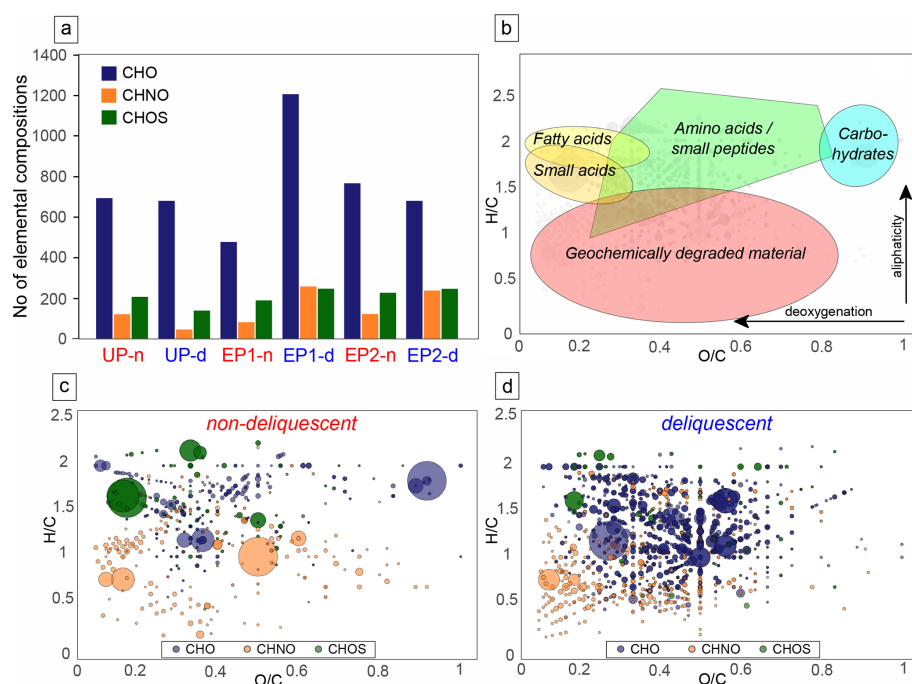 a
1400
1200
1000
800
600
400
200
0
No of elemental compositions
CHO
CHNO
CHOS
UP-n UP-d EP1-n EP1-d EP2-n EP2-d
b
2.5
2
1.5
1
0.5
0
H/C
Fatty acids
Small acids
Amino acids /
small peptides
Carbo-
hydrates
Geochemically degraded material
aliphaticity
deoxygenation
0 0.2 0.4 0.6 0.8 1
O/C
c
non-deliquescent
2.5
2
1.5
1
0.5
0
H/C
CHO CHNO CHOS
0 0.2 0.4 0.6 0.8 1
O/C
d
deliquescent
2.5
2
1.5
1
0.5
0
H/C
CHO CHNO CHOS
0 0.2 0.4 0.6 0.8 1
O/C